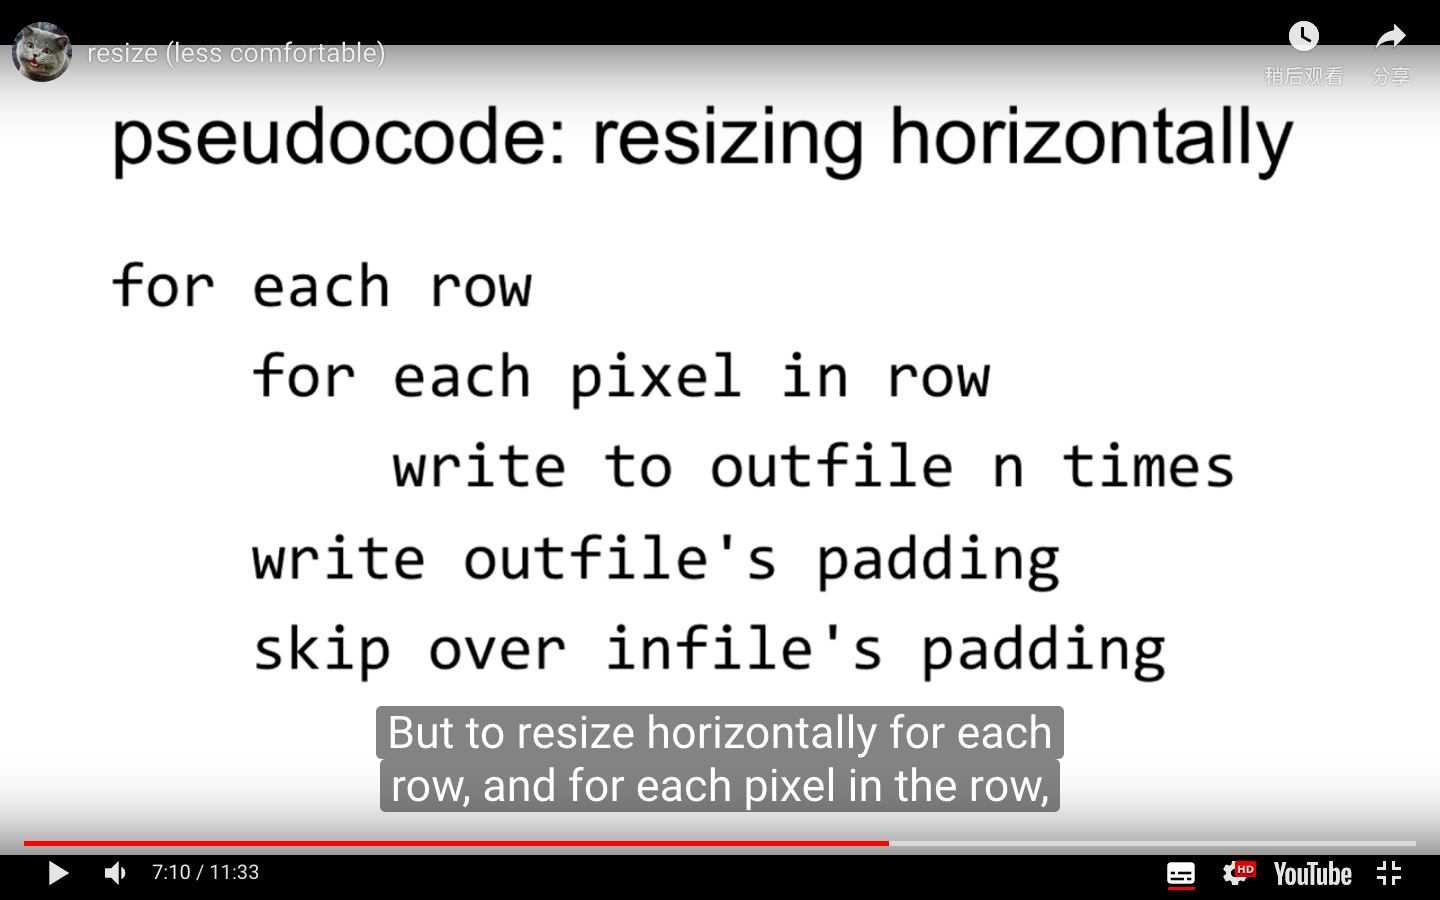 resize (less comfortable)
稍后观看
分享
pseudocode: resizing horizontally
for each row
for each pixel in row
write to outfile n times
write outfile's padding
skip over infile's padding
But to resize horizontally for each
row, and for each pixel in the row,
7:10 / 11:33
HD
YouTube